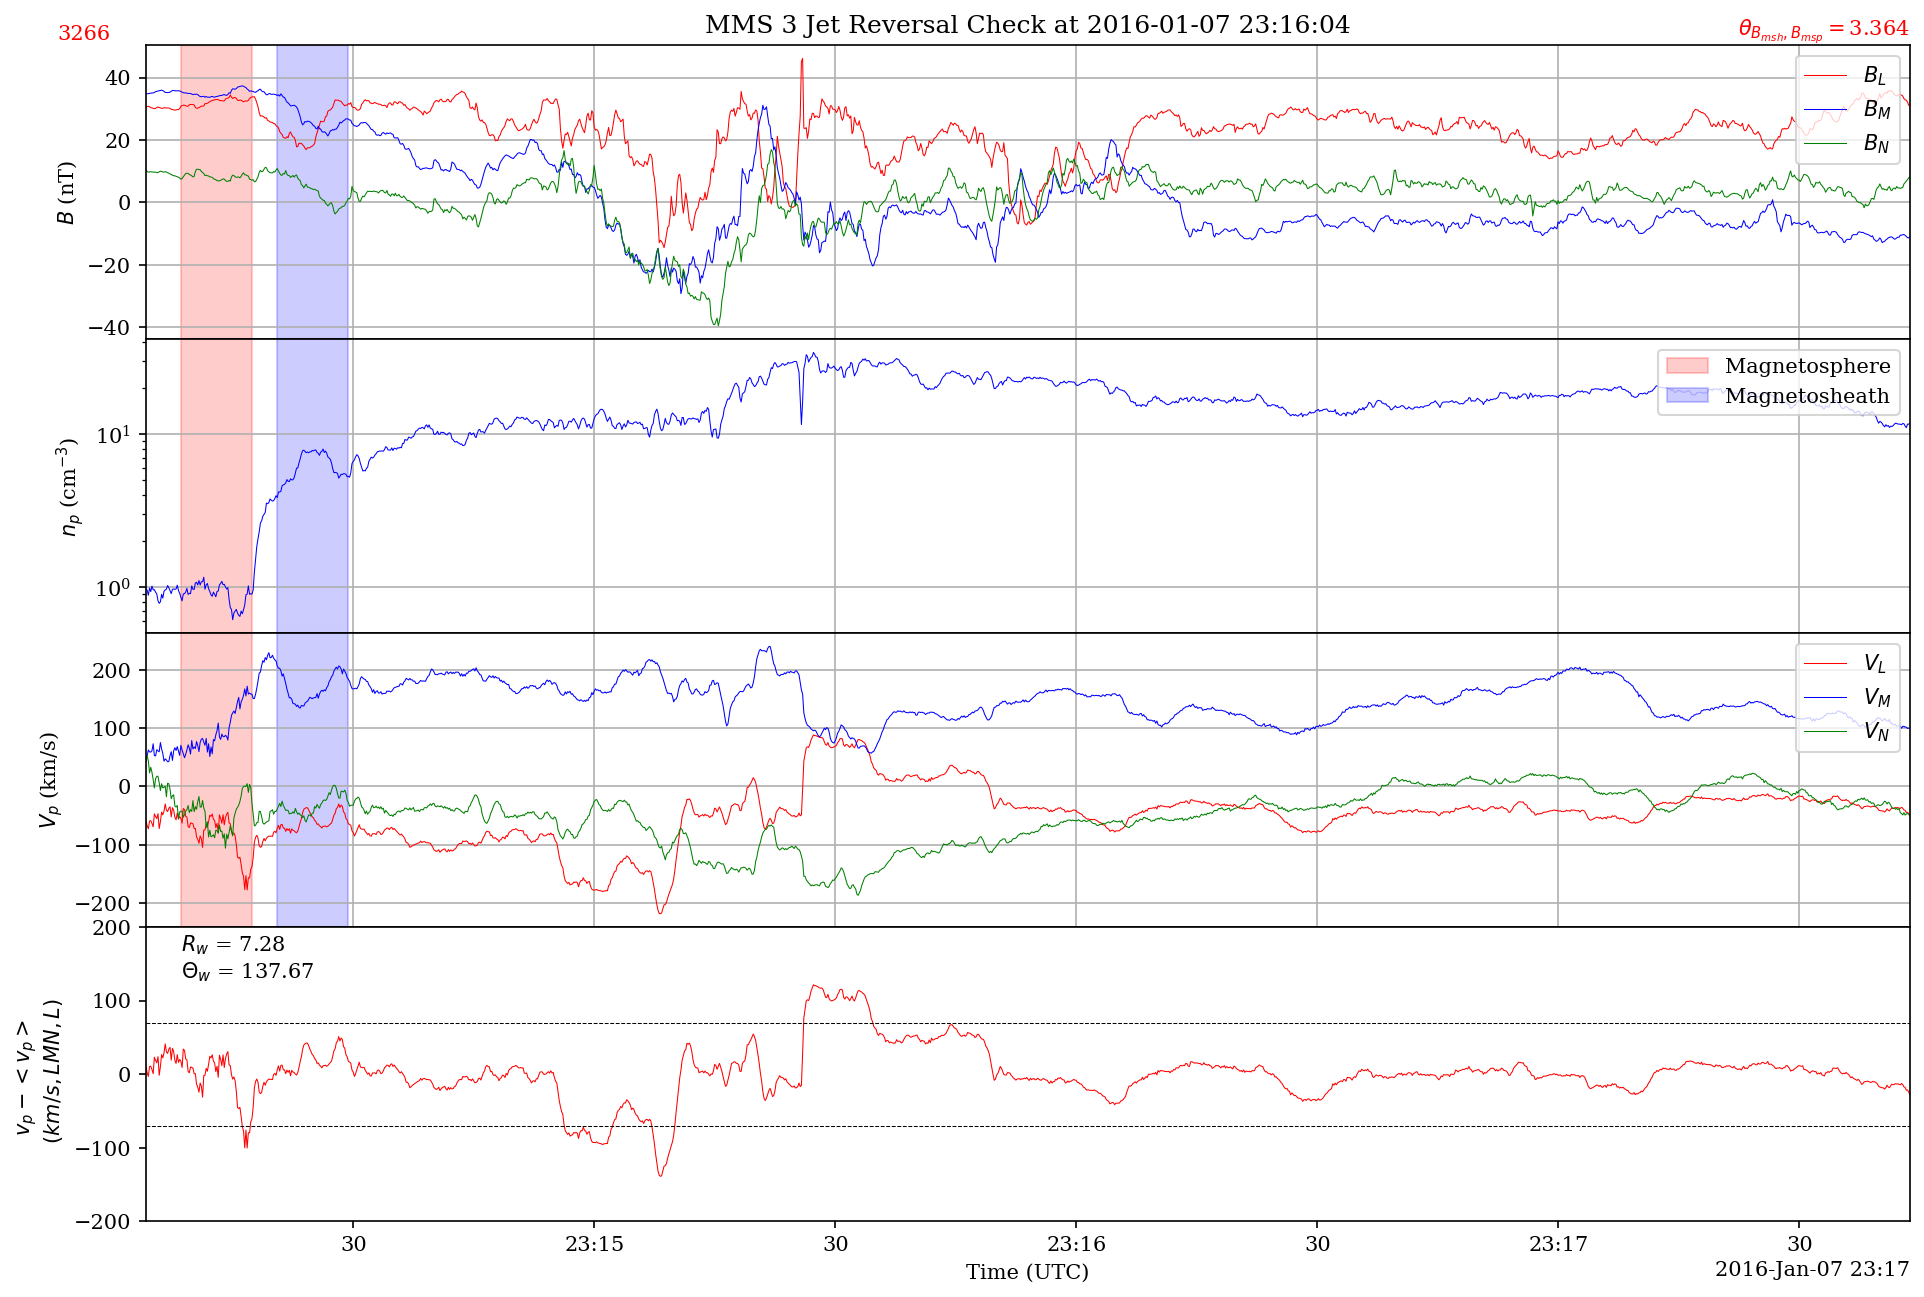 MMS 3 Jet Reversal Check at 2016-01-07 23:16:04
3266
θ_{B_{msh}, B_{msp}} = 3.364
40
20
0
−20
−40
B (nT)
B_L
B_M
B_N
10^1
10^0
n_p (cm^{−3})
Magnetosphere
Magnetosheath
200
100
0
−100
−200
V_p (km/s)
V_L
V_M
V_N
200
100
0
−100
−200
v_p − < v_p >
(km/s, LMN, L)
R_w = 7.28
Θ_w = 137.67
30
23:15
30
23:16
30
23:17
30
Time (UTC)
2016-Jan-07 23:17